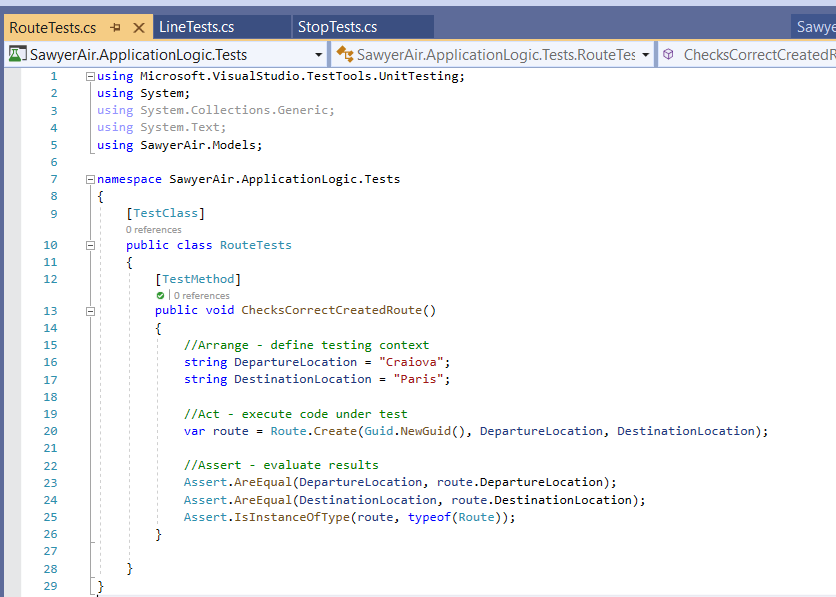 RouteTests.cs LineTests.cs StopTests.cs Sawye
SawyerAir.ApplicationLogic.Tests SawyerAir.ApplicationLogic.Tests.RouteTes ChecksCorrectCreatedR
1 using Microsoft.VisualStudio.TestTools.UnitTesting;
2 using System;
3 using System.Collections.Generic;
4 using System.Text;
5 using SawyerAir.Models;
6
7 namespace SawyerAir.ApplicationLogic.Tests
8 {
9 [TestClass]
0 references
10 public class RouteTests
11 {
12 [TestMethod]
| 0 references
13 public void ChecksCorrectCreatedRoute()
14 {
15 //Arrange - define testing context
16 string DepartureLocation = "Craiova";
17 string DestinationLocation = "Paris";
18
19 //Act - execute code under test
20 var route = Route.Create(Guid.NewGuid(), DepartureLocation, DestinationLocation);
21
22 //Assert - evaluate results
23 Assert.AreEqual(DepartureLocation, route.DepartureLocation);
24 Assert.AreEqual(DestinationLocation, route.DestinationLocation);
25 Assert.IsInstanceOfType(route, typeof(Route));
26 }
27
28 }
29 }